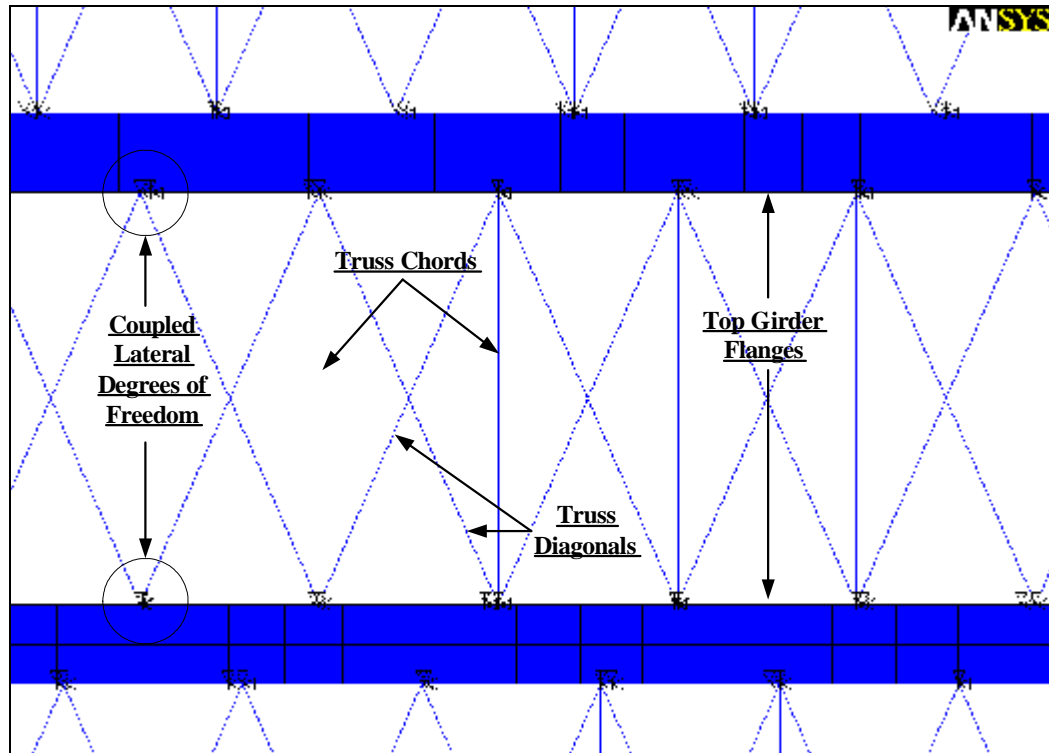 ANSYS
Truss Chords
Coupled
Lateral
Degrees of
Freedom
Top Girder
Flanges
Truss
Diagonals